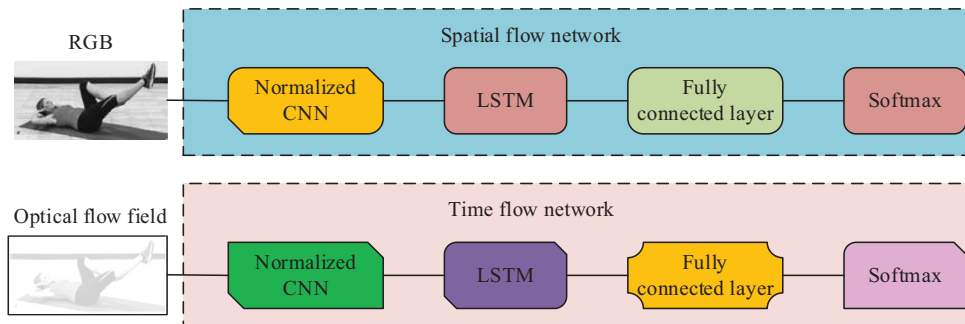 RGB
Spatial flow network
Normalized
CNN
LSTM
Fully
connected layer
Softmax
Optical flow field
Time flow network
Normalized
CNN
LSTM
Fully
connected layer
Softmax